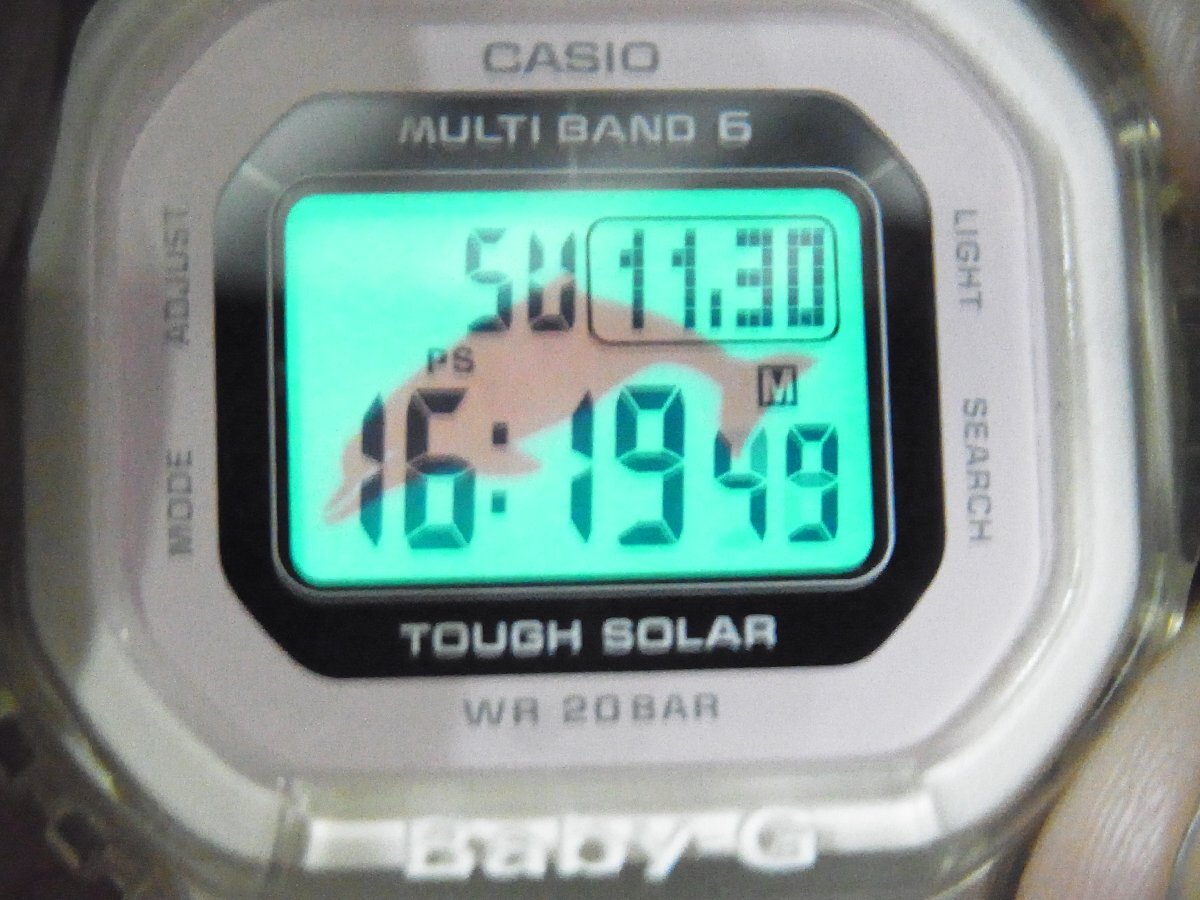 CASIO
MULTI BAND 6
ADJUST
LIGHT
SU 11.30
PS
M
16:19 49
MODE
SEARCH
TOUGH SOLAR
WR 20BAR
Baby-G